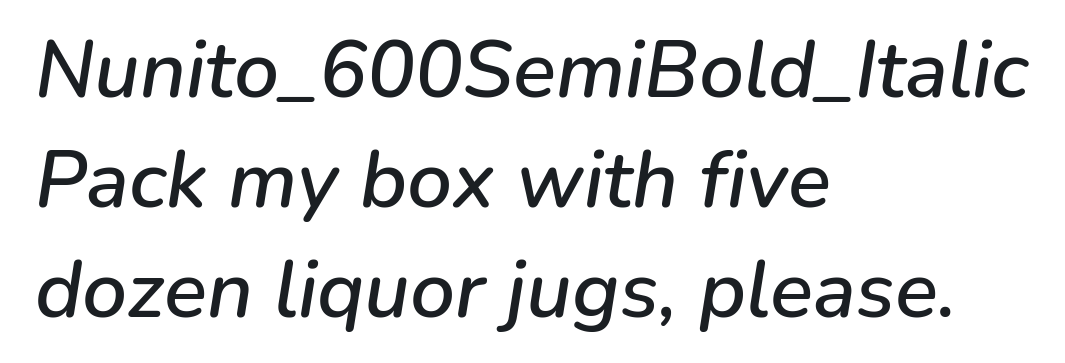 Nunito_600SemiBold_Italic
Pack my box with five
dozen liquor jugs, please.